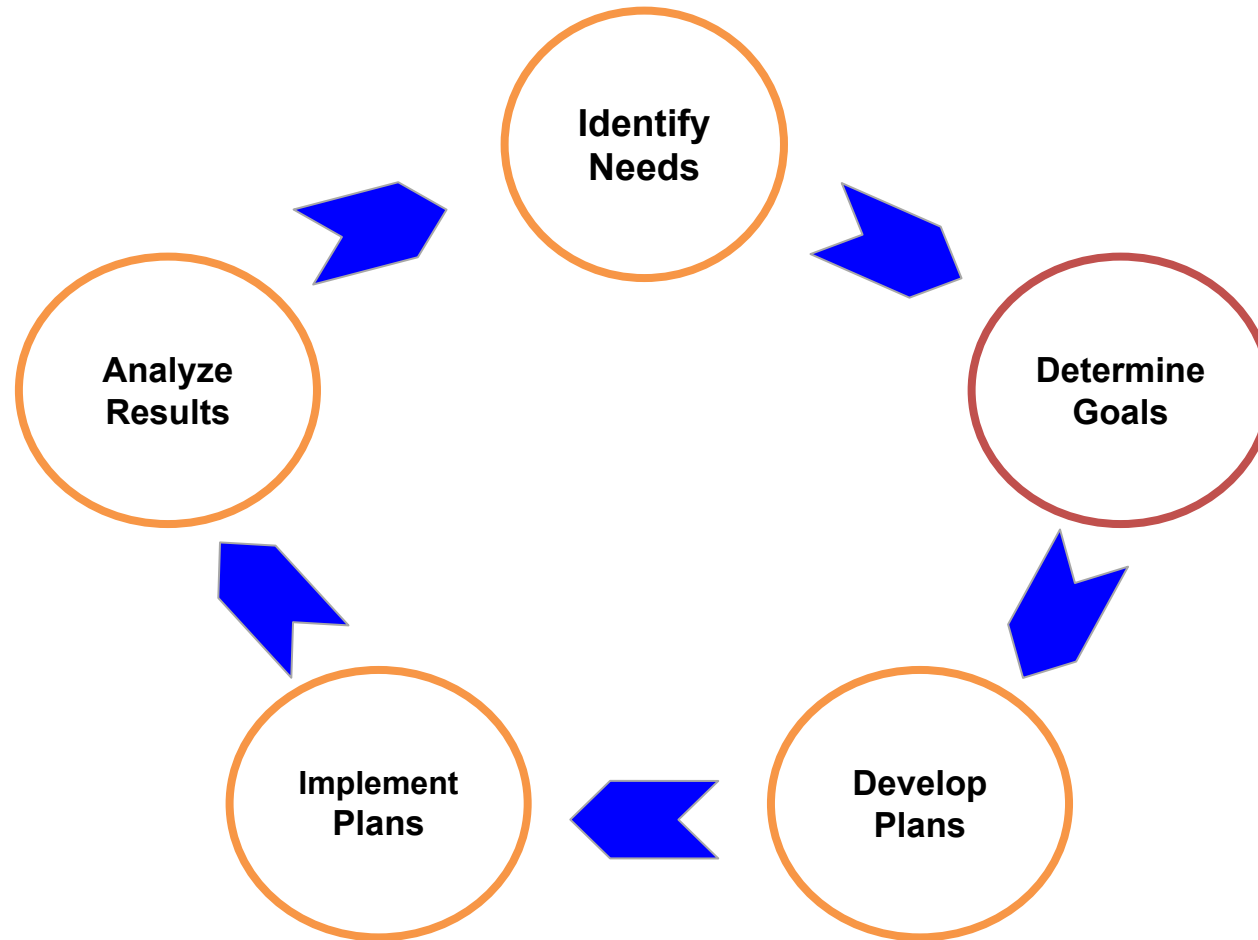 Identify
Needs
Determine
Goals
Develop
Plans
Implement
Plans
Analyze
Results